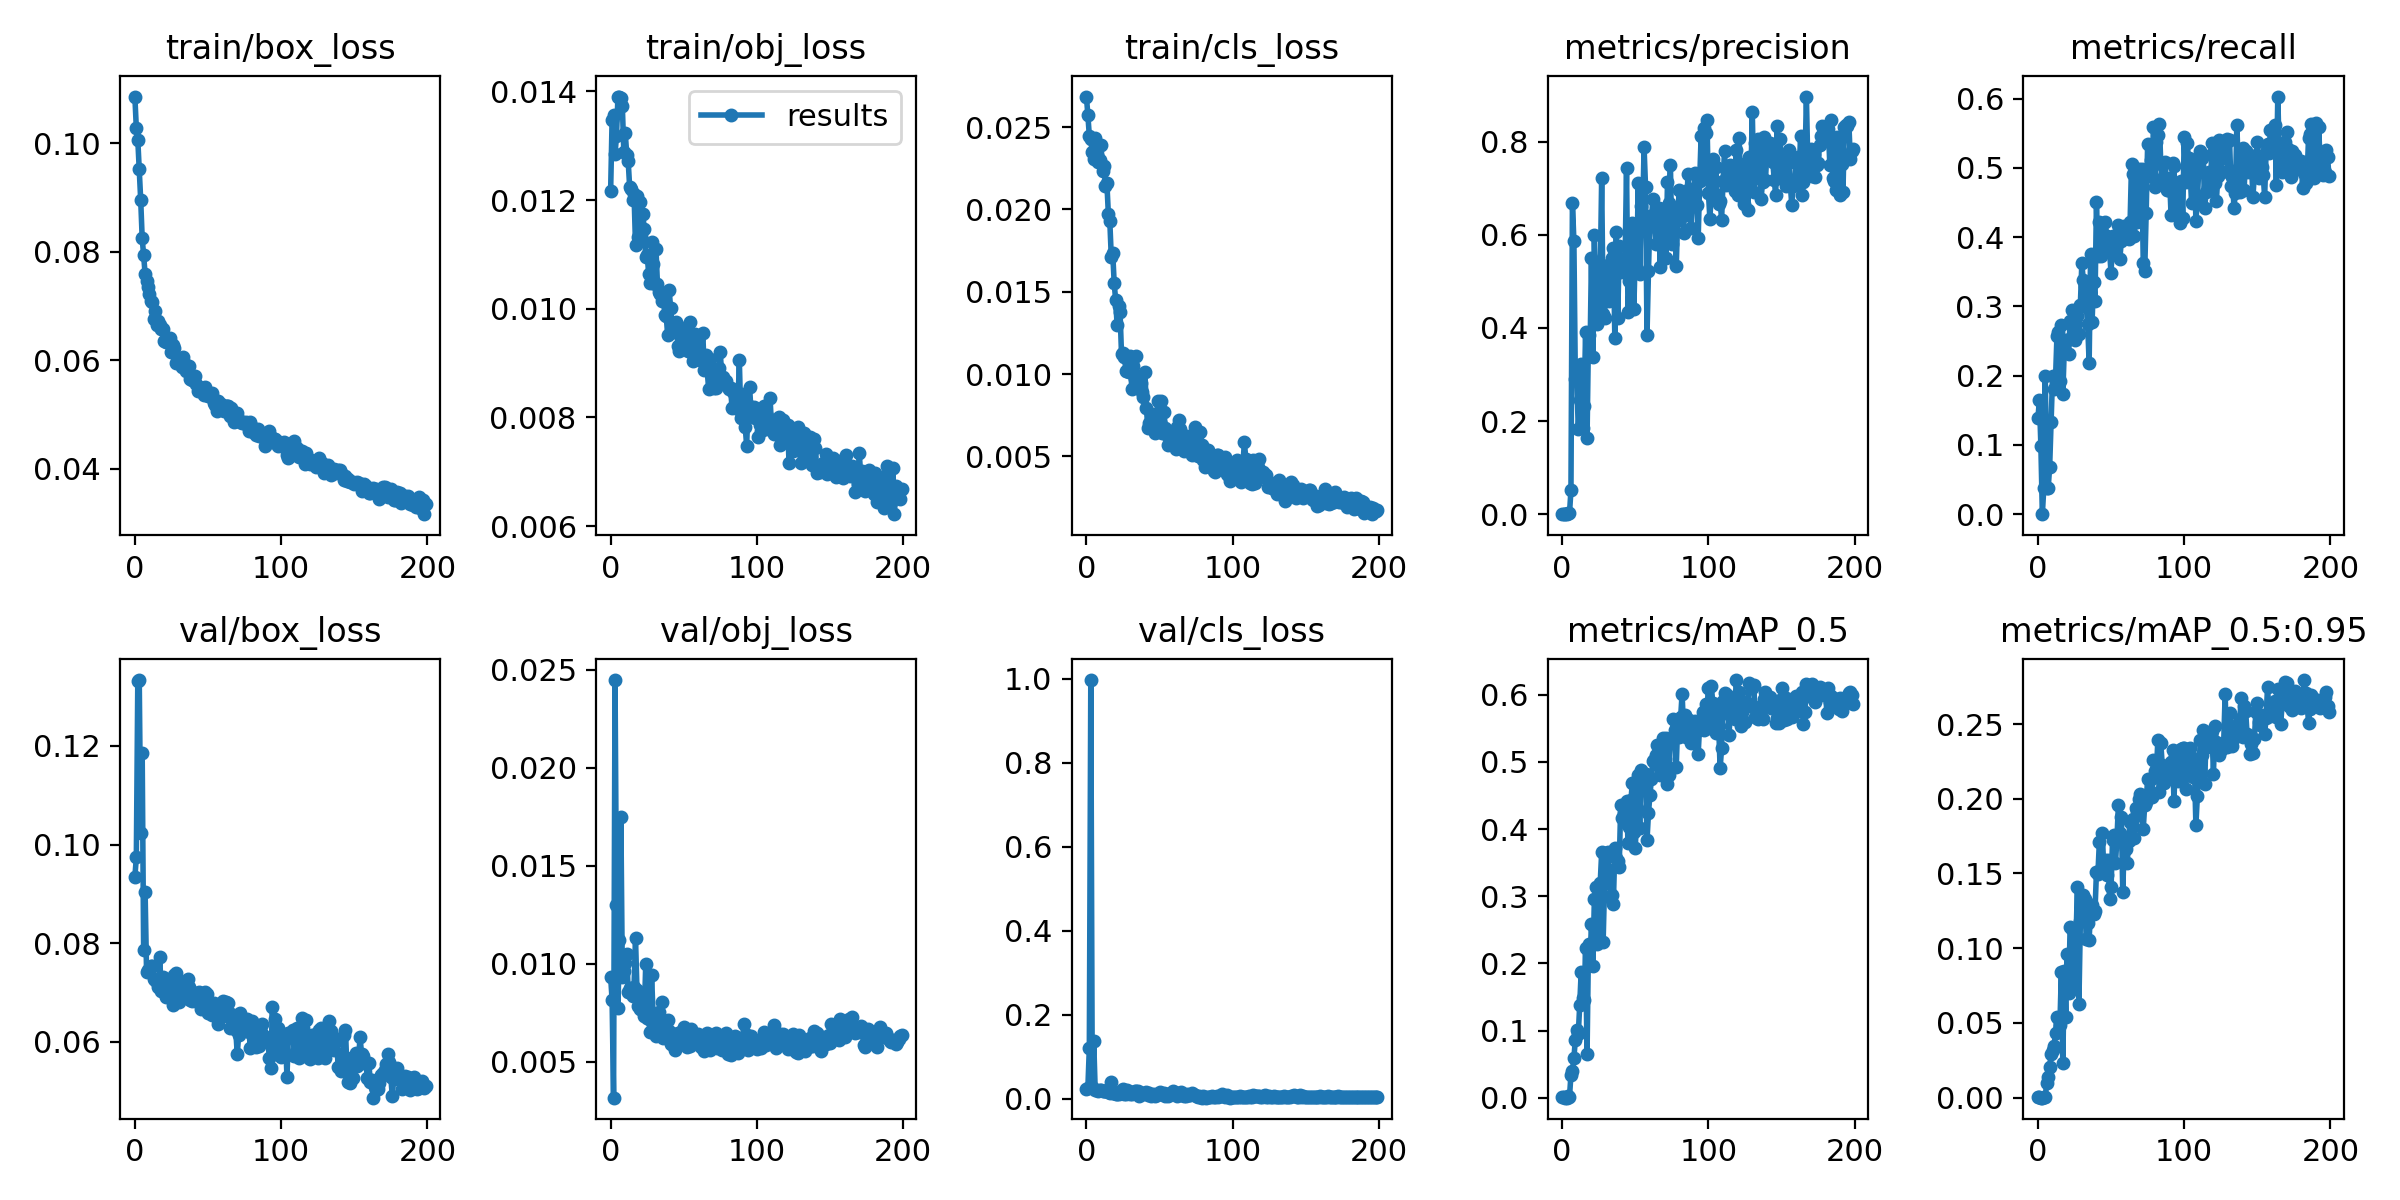 train/box_loss
0.10
0.08
0.06
0.04
0 100 200
train/obj_loss
results
0.014
0.012
0.010
0.008
0.006
0 100 200
train/cls_loss
0.025
0.020
0.015
0.010
0.005
0 100 200
metrics/precision
0.8
0.6
0.4
0.2
0.0
0 100 200
metrics/recall
0.6
0.5
0.4
0.3
0.2
0.1
0.0
0 100 200
val/box_loss
0.12
0.10
0.08
0.06
0 100 200
val/obj_loss
0.025
0.020
0.015
0.010
0.005
0 100 200
val/cls_loss
1.0
0.8
0.6
0.4
0.2
0.0
0 100 200
metrics/mAP_0.5
0.6
0.5
0.4
0.3
0.2
0.1
0.0
0 100 200
metrics/mAP_0.5:0.95
0.25
0.20
0.15
0.10
0.05
0.00
0 100 200